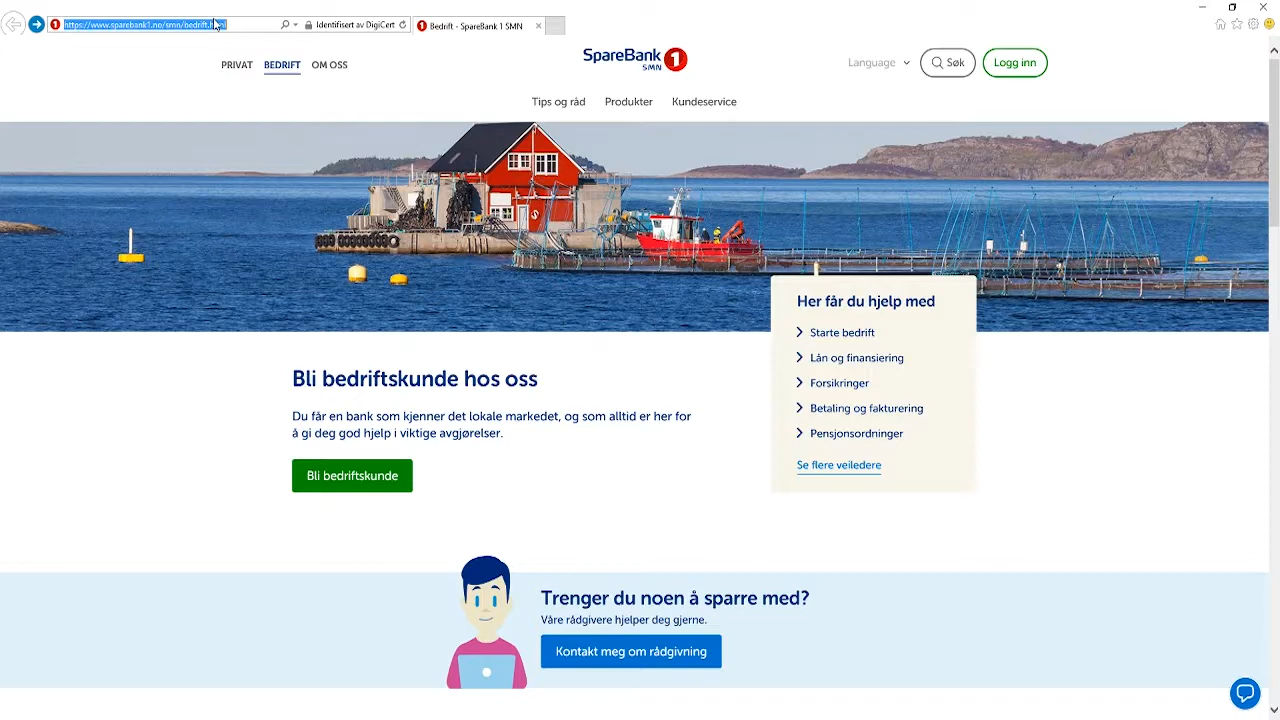 https://www.sparebank1.no/smn/bedrift.html
Identifisert av DigiCert
Bedrift - SpareBank 1 SMN
PRIVAT BEDRIFT OM OSS
SpareBank 1
SMN
Language
Søk
Logg inn
Tips og råd Produkter Kundeservice
Her får du hjelp med
Starte bedrift
Lån og finansiering
Forsikringer
Betaling og fakturering
Pensjonsordninger
Se flere veiledere
Bli bedriftskunde hos oss
Du får en bank som kjenner det lokale markedet, og som alltid er her for
å gi deg god hjelp i viktige avgjørelser.
Bli bedriftskunde
Trenger du noen å sparre med?
Våre rådgivere hjelper deg gjerne.
Kontakt meg om rådgivning